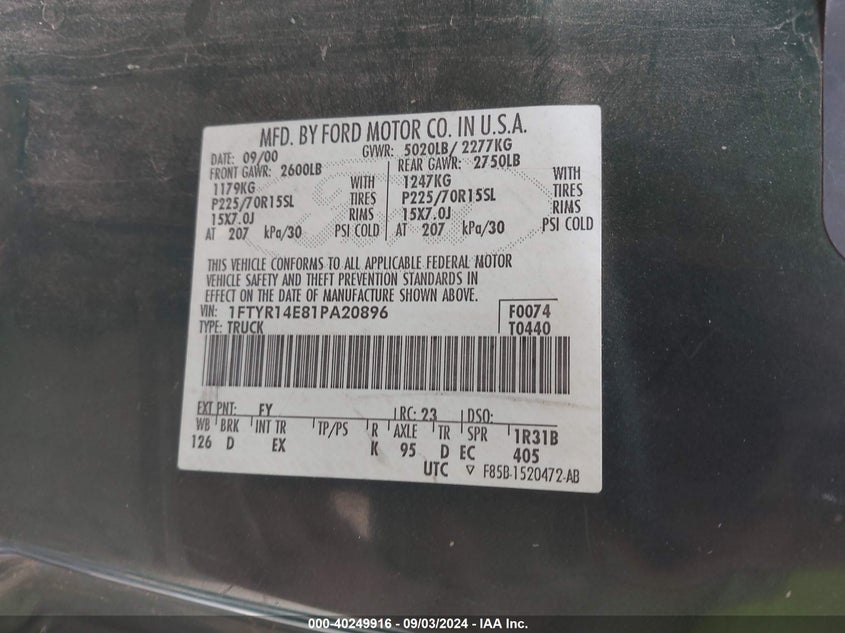 MFD. BY FORD MOTOR CO. IN U.S.A.
DATE: 09/00 GVWR: 5020LB/ 2277KG
FRONT GAWR: 2600LB REAR GAWR: 2750LB
1179KG WITH 1247KG WITH
P225/70R15SL TIRES P225/70R15SL TIRES
15X7.0J RIMS 15X7.0J RIMS
AT 207 kPa/30 PSI COLD AT 207 kPa/30 PSI COLD
THIS VEHICLE CONFORMS TO ALL APPLICABLE FEDERAL MOTOR
VEHICLE SAFETY AND THEFT PREVENTION STANDARDS IN
EFFECT ON THE DATE OF MANUFACTURE SHOWN ABOVE.
VIN: 1FTYR14E81PA20896 F0074
TYPE: TRUCK T0440
EXT PNT: FY RC: 23 DSO:
WB BRK INT TR TP/PS R AXLE TR SPR 1R31B
126 D EX K 95 D EC 405
UTC ▽ F85B-1520472-AB
000-40249916 - 09/03/2024 - IAA Inc.